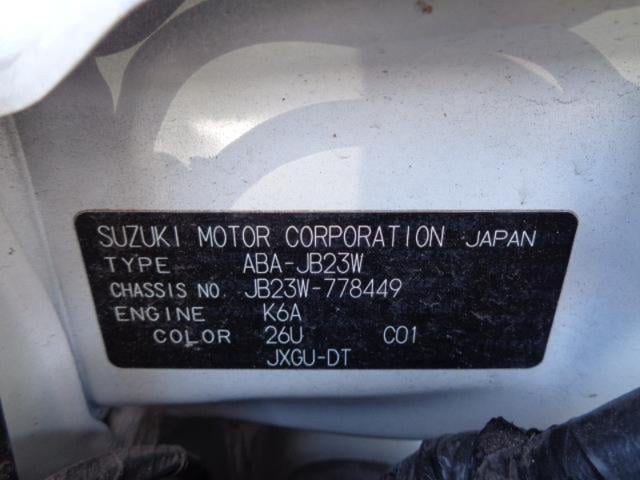 SUZUKI MOTOR CORPORATION JAPAN
TYPE ABA-JB23W
CHASSIS NO. JB23W-778449
ENGINE K6A
COLOR 26U C01
JXGU-DT